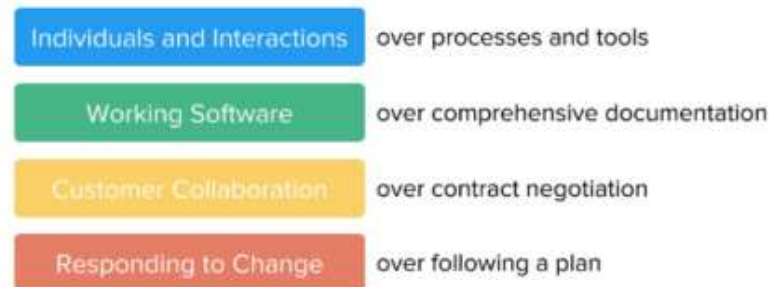 Individuals and Interactions over processes and tools
Working Software over comprehensive documentation
Customer Collaboration over contract negotiation
Responding to Change over following a plan